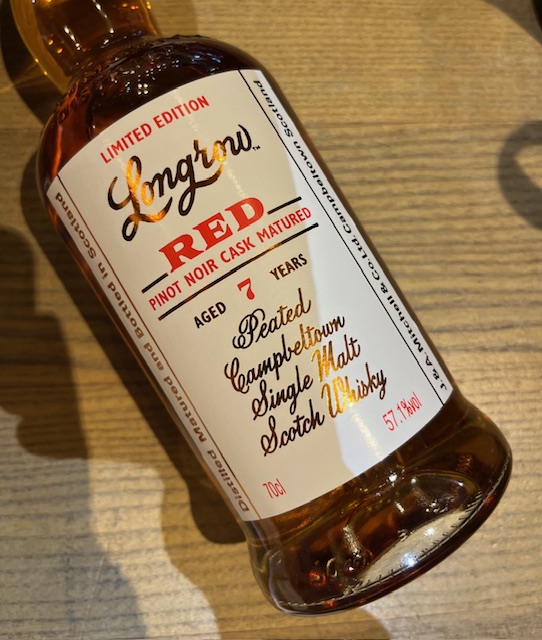 LIMITED EDITION
Longrow™
RED
PINOT NOIR CASK MATURED
AGED 7 YEARS
Peated
Campbeltown
Single Malt
Scotch Whisky
70cl
57.1%vol
Distilled Matured and Bottled in Scotland
J.& A. Mitchell & Co. Ltd. Campbeltown Scotland